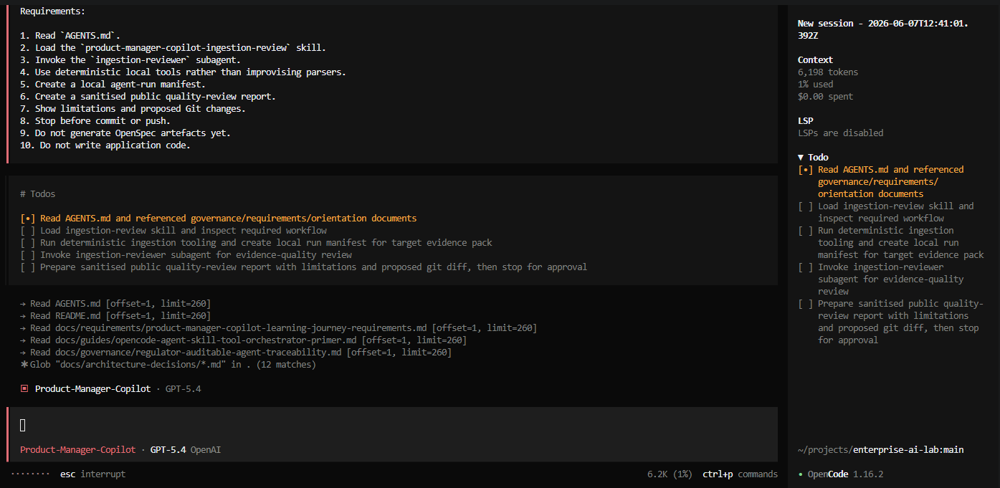 Requirements:
1. Read `AGENTS.md`.
2. Load the `product-manager-copilot-ingestion-review` skill.
3. Invoke the `ingestion-reviewer` subagent.
4. Use deterministic local tools rather than improvising parsers.
5. Create a local agent-run manifest.
6. Create a sanitised public quality-review report.
7. Show limitations and proposed Git changes.
8. Stop before commit or push.
9. Do not generate OpenSpec artefacts yet.
10. Do not write application code.
# Todos
[•] Read AGENTS.md and referenced governance/requirements/orientation documents
[ ] Load ingestion-review skill and inspect required workflow
[ ] Run deterministic ingestion tooling and create local run manifest for target evidence pack
[ ] Invoke ingestion-reviewer subagent for evidence-quality review
[ ] Prepare sanitised public quality-review report with limitations and proposed git diff, then stop for approval
→ Read AGENTS.md [offset=1, limit=260]
→ Read README.md [offset=1, limit=260]
→ Read docs/requirements/product-manager-copilot-learning-journey-requirements.md [offset=1, limit=260]
→ Read docs/guides/opencode-agent-skill-tool-orchestrator-primer.md [offset=1, limit=260]
→ Read docs/governance/regulator-auditable-agent-traceability.md [offset=1, limit=260]
✱ Glob "docs/architecture-decisions/*.md" in . (12 matches)
▣ Product-Manager-Copilot · GPT-5.4
Product-Manager-Copilot · GPT-5.4 OpenAI
esc interrupt
6.2K (1%) ctrl+p commands
New session - 2026-06-07T12:41:01.
392Z
Context
6,198 tokens
1% used
$0.00 spent
LSP
LSPs are disabled
▼ Todo
[•] Read AGENTS.md and referenced
governance/requirements/
orientation documents
[ ] Load ingestion-review skill and
inspect required workflow
[ ] Run deterministic ingestion
tooling and create local run
manifest for target evidence pack
[ ] Invoke ingestion-reviewer
subagent for evidence-quality
review
[ ] Prepare sanitised public quality-
review report with limitations
and proposed git diff, then stop
for approval
~/projects/enterprise-ai-lab:main
• OpenCode 1.16.2